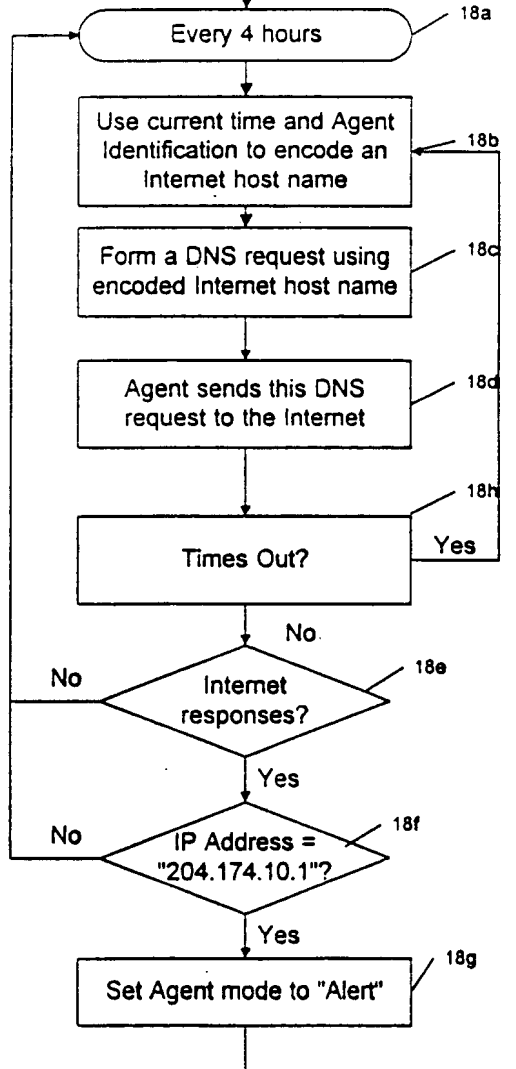 Every 4 hours
18a
Use current time and Agent
Identification to encode an
Internet host name
18b
Form a DNS request using
encoded Internet host name
18c
Agent sends this DNS
request to the Internet
18d
18h
Times Out?
Yes
No
No
Internet
responses?
18e
Yes
No
IP Address =
"204.174.10.1"?
18f
Yes
Set Agent mode to "Alert"
18g